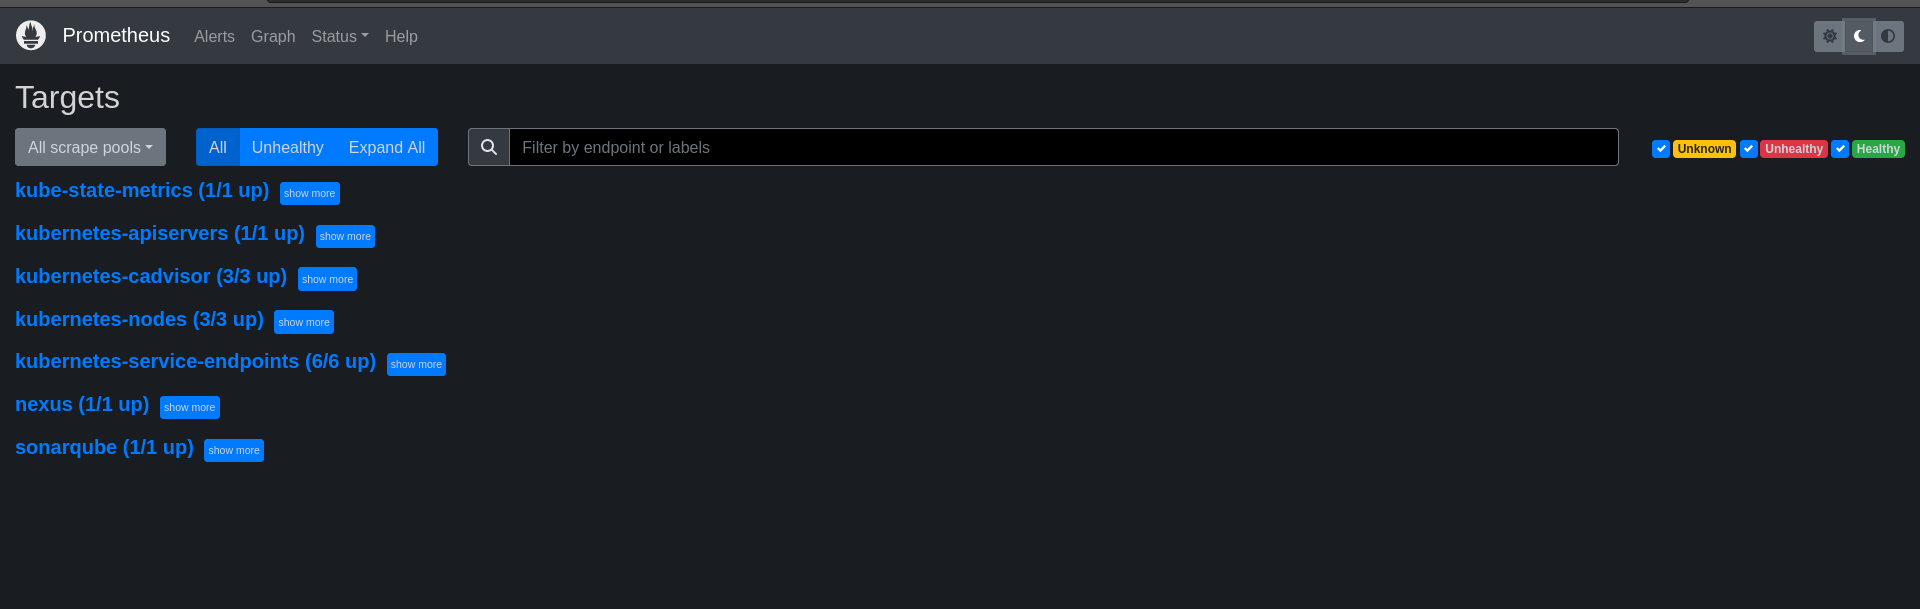 Prometheus Alerts Graph Status Help
Targets
All scrape pools All Unhealthy Expand All Filter by endpoint or labels Unknown Unhealthy Healthy
kube-state-metrics (1/1 up) show more
kubernetes-apiservers (1/1 up) show more
kubernetes-cadvisor (3/3 up) show more
kubernetes-nodes (3/3 up) show more
kubernetes-service-endpoints (6/6 up) show more
nexus (1/1 up) show more
sonarqube (1/1 up) show more